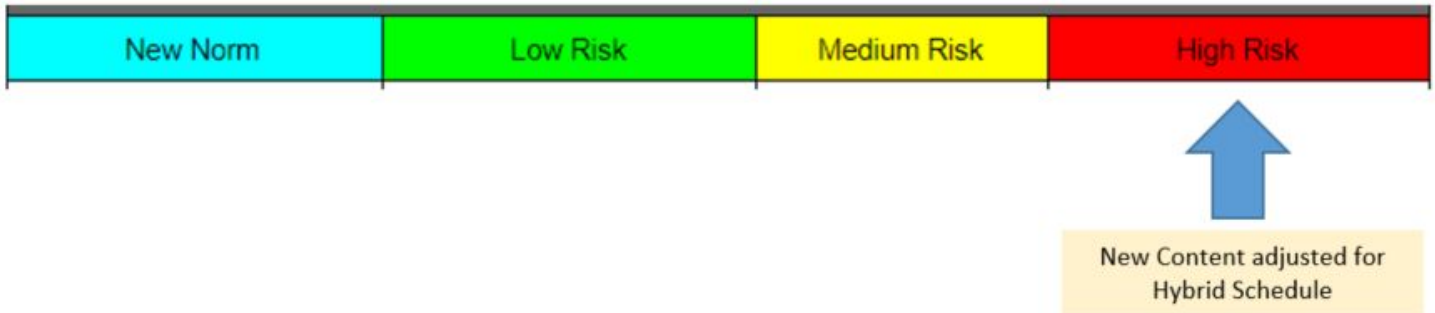 New Norm
Low Risk
Medium Risk
High Risk
New Content adjusted for
Hybrid Schedule